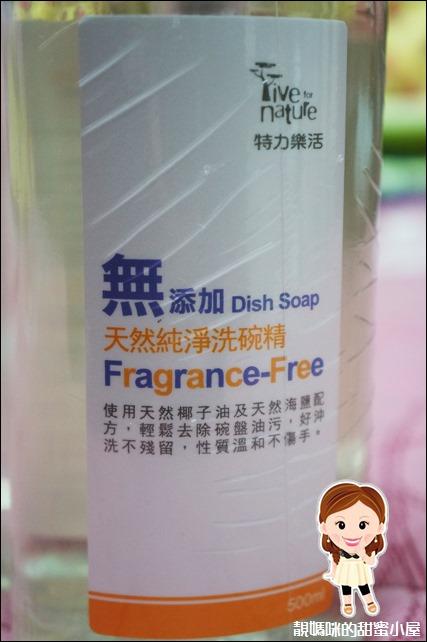 live for
nature
特力樂活
無添加 Dish Soap
天然純淨洗碗精
Fragrance-Free
使用天然椰子油及天然海鹽配
方，輕鬆去除碗盤油污，好沖
洗不殘留，性質溫和不傷手。
500ml
靚媽咪的甜蜜小屋